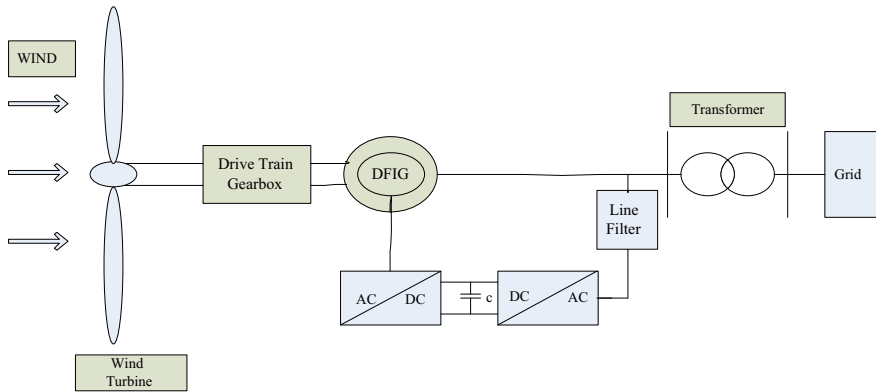 WIND
Transformer
Drive Train
Gearbox
DFIG
Grid
Line
Filter
AC
DC
c
DC
AC
Wind
Turbine